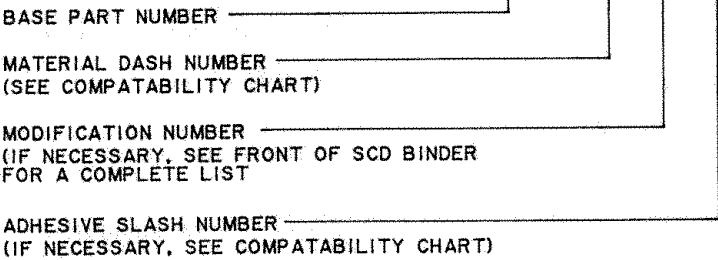 BASE PART NUMBER
MATERIAL DASH NUMBER
(SEE COMPATABILITY CHART)
MODIFICATION NUMBER
(IF NECESSARY, SEE FRONT OF SCD BINDER
FOR A COMPLETE LIST
ADHESIVE SLASH NUMBER
(IF NECESSARY, SEE COMPATABILITY CHART)